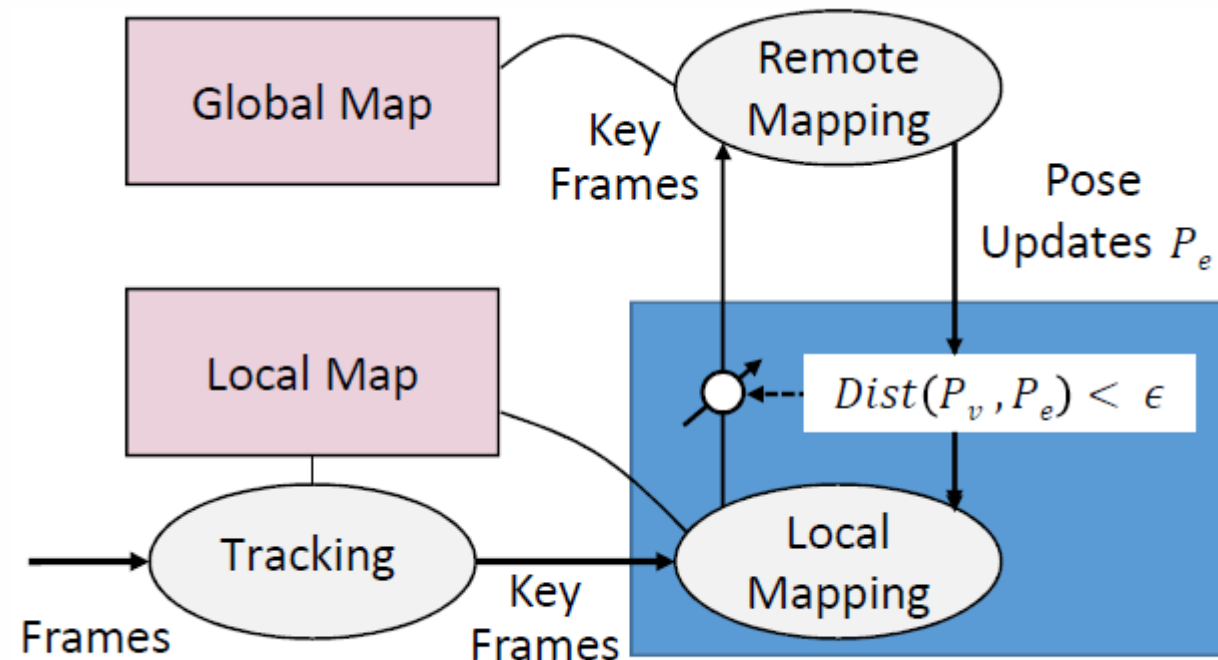 Global Map
Remote
Mapping
Key
Frames
Pose
Updates P_e
Local Map
Dist(P_v, P_e) < ϵ
Tracking
Local
Mapping
Frames
Key
Frames